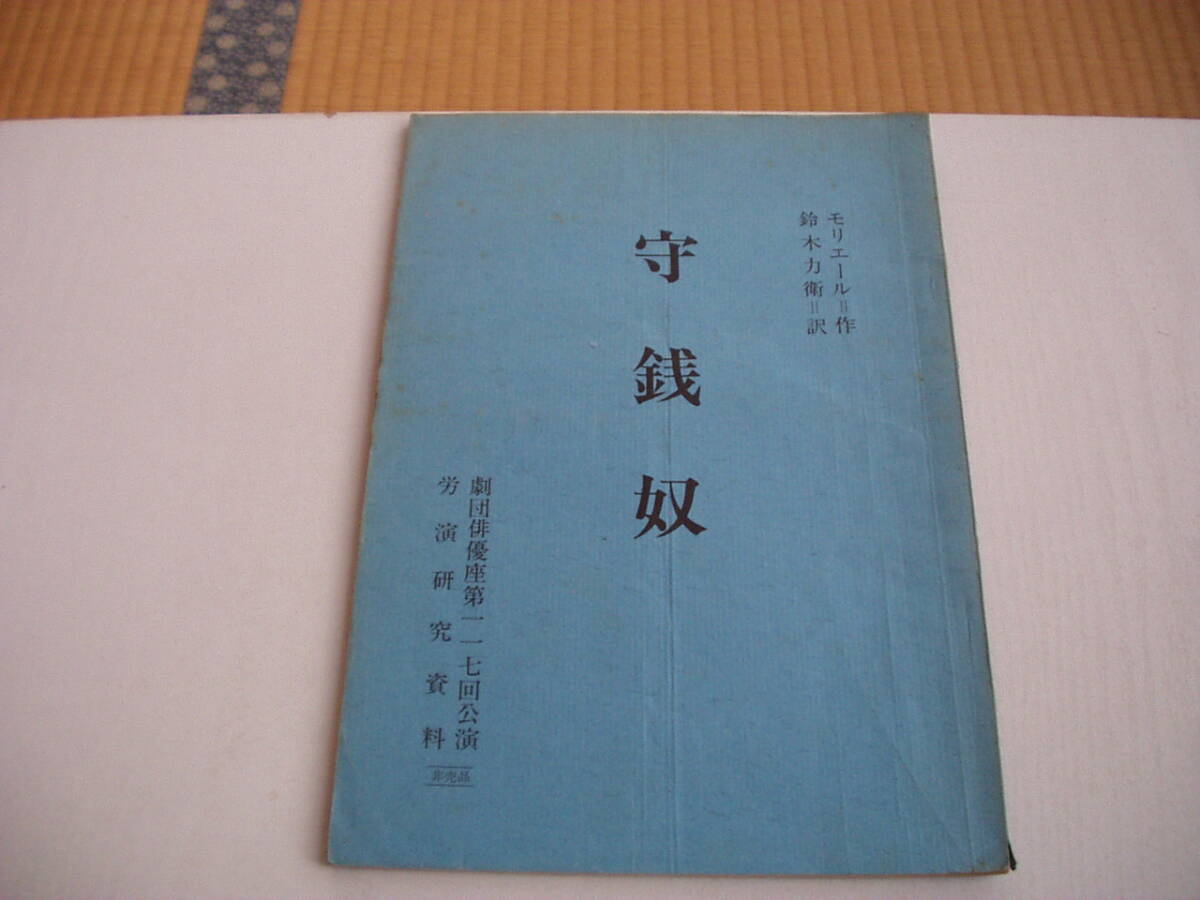 モリエール＝作
鈴木力衛＝訳
守銭奴
劇団俳優座第一一七回公演
労演研究資料
非売品